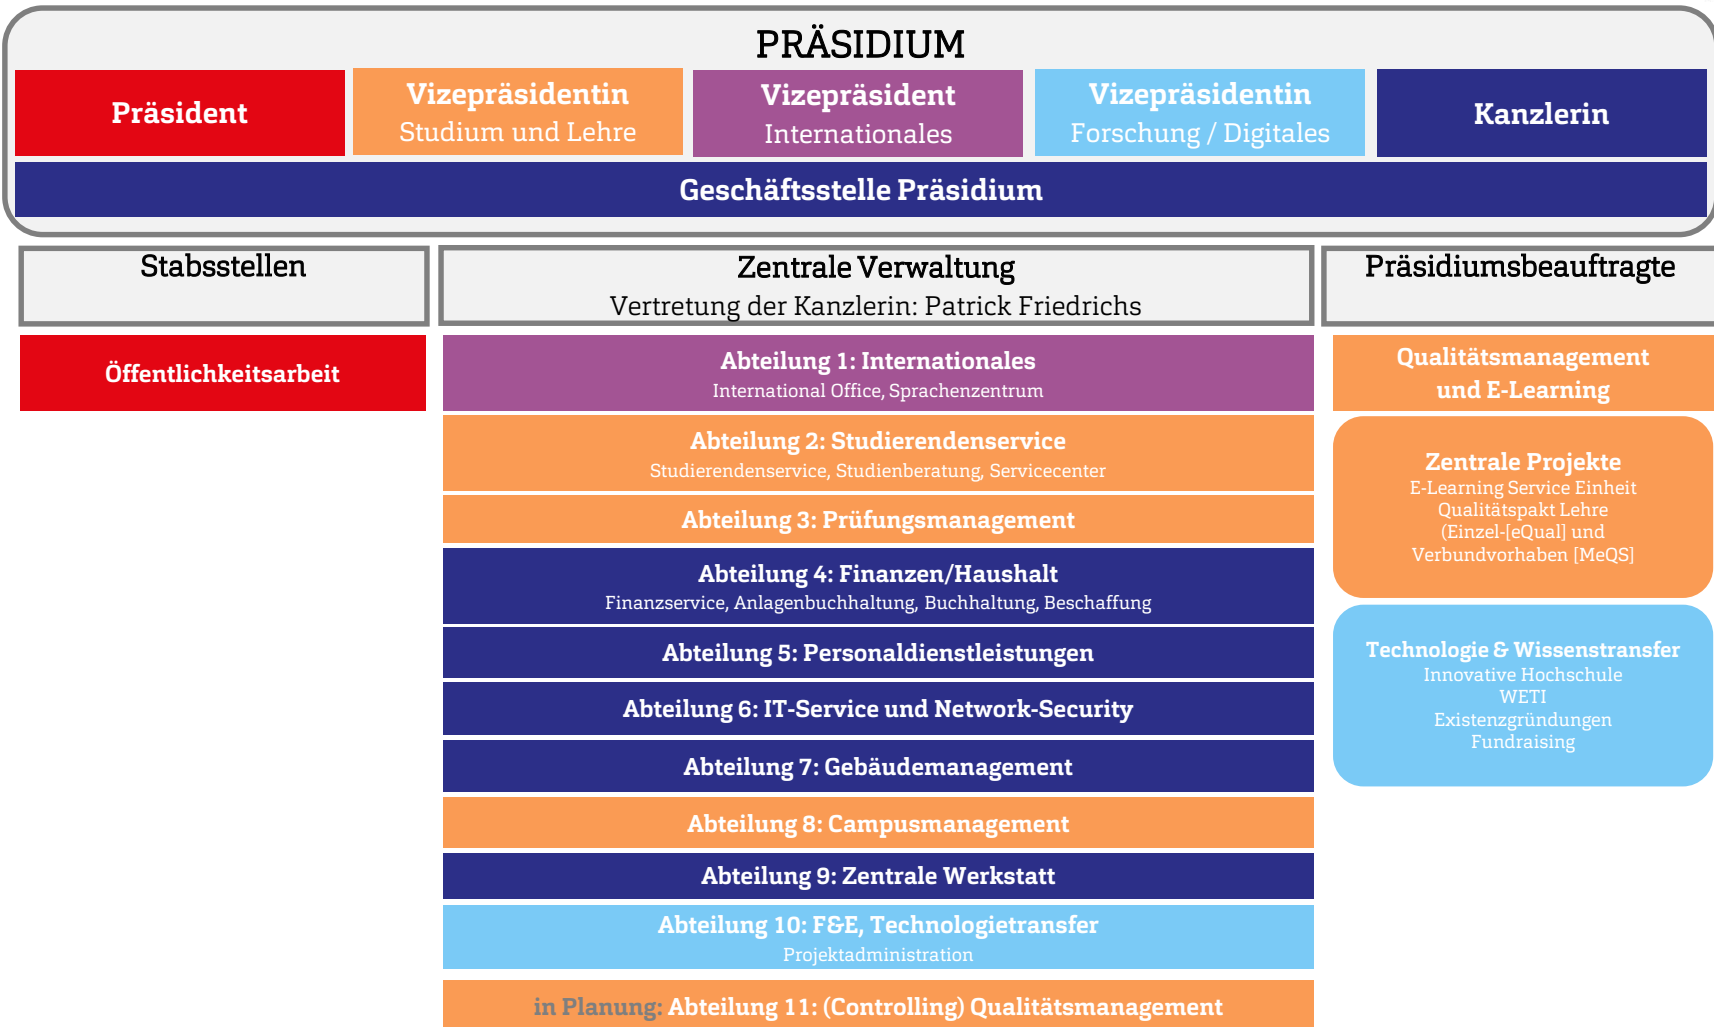 PRÄSIDIUM
Präsident
Vizepräsidentin
Studium und Lehre
Vizepräsident
Internationales
Vizepräsidentin
Forschung / Digitales
Kanzlerin
Geschäftsstelle Präsidium
Stabsstellen
Öffentlichkeitsarbeit
Zentrale Verwaltung
Vertretung der Kanzlerin: Patrick Friedrichs
Abteilung 1: Internationales
International Office, Sprachenzentrum
Abteilung 2: Studierendenservice
Studierendenservice, Studienberatung, Servicecenter
Abteilung 3: Prüfungsmanagement
Abteilung 4: Finanzen/Haushalt
Finanzservice, Anlagenbuchhaltung, Buchhaltung, Beschaffung
Abteilung 5: Personaldienstleistungen
Abteilung 6: IT-Service und Network-Security
Abteilung 7: Gebäudemanagement
Abteilung 8: Campusmanagement
Abteilung 9: Zentrale Werkstatt
Abteilung 10: F&E, Technologietransfer
Projektadministration
in Planung: Abteilung 11: (Controlling) Qualitätsmanagement
Präsidiumsbeauftragte
Qualitätsmanagement
und E-Learning
Zentrale Projekte
E-Learning Service Einheit
Qualitätspakt Lehre
(Einzel-[eQual] und
Verbundvorhaben [MeQS]
Technologie & Wissenstransfer
Innovative Hochschule
WETI
Existenzgründungen
Fundraising